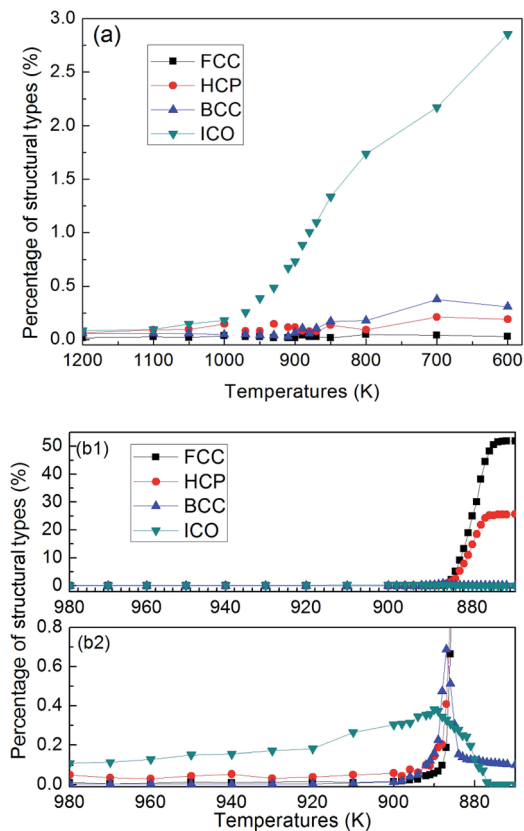 (a)
FCC
HCP
BCC
ICO
Percentage of structural types (%)
3.0
2.5
2.0
1.5
1.0
0.5
0.0
1200 1100 1000 900 800 700 600
Temperatures (K)
(b1)
FCC
HCP
BCC
ICO
50
40
30
20
10
0
980 960 940 920 900 880
Percentage of structural types (%)
(b2)
0.8
0.6
0.4
0.2
0.0
980 960 940 920 900 880
Temperatures (K)